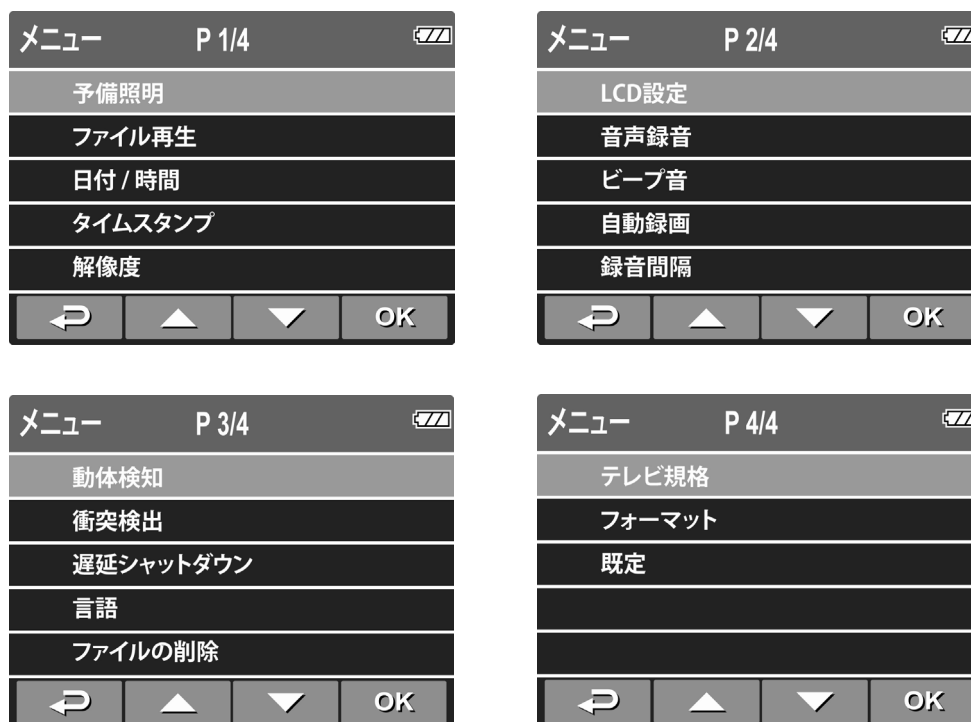 メニュー P 1/4
予備照明
ファイル再生
日付 / 時間
タイムスタンプ
解像度
OK
メニュー P 2/4
LCD設定
音声録音
ビープ音
自動録画
録音間隔
OK
メニュー P 3/4
動体検知
衝突検出
遅延シャットダウン
言語
ファイルの削除
OK
メニュー P 4/4
テレビ規格
フォーマット
既定
OK